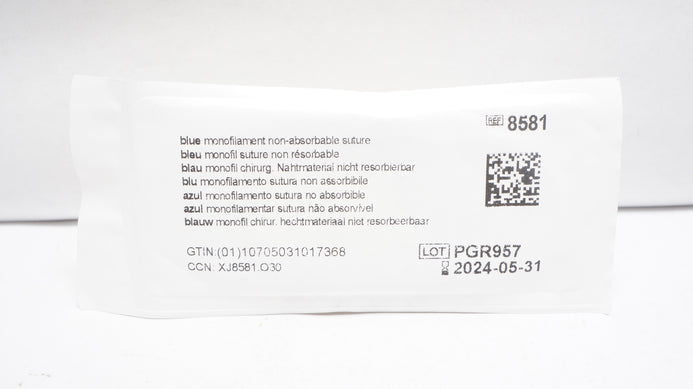 REF 8581
blue monofilament non-absorbable suture
bleu monofil suture non résorbable
blau monofil chirurg. Nahtmaterial nicht resorbierbar
blu monofilamento sutura non assorbibile
azul monofilamento sutura no absorbible
azul monofilamentar sutura não absorvível
blauw monofil chirur. hechtmateriaal niet resorbeerbaar
GTIN:(01)10705031017368
CCN: XJ8581.O30
LOT PGR957
2024-05-31